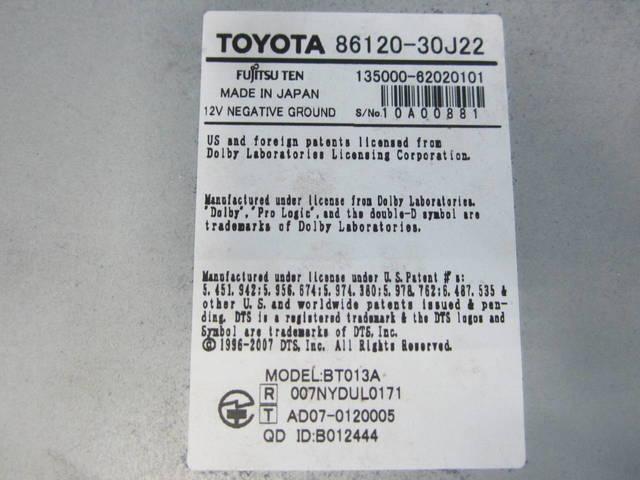 TOYOTA 86120-30J22
FUJITSU TEN 135000-62020101
MADE IN JAPAN
12V NEGATIVE GROUND S/No.10A00881
US and foreign patents licensed from
Dolby Laboratories Licensing Corporation.
Manufactured under license from Dolby Laboratories.
"Dolby", "Pro Logic", and the double-D symbol are
trademarks of Dolby Laboratories.
Manufactured under license under U.S. Patent #'s:
5,451,942;5,956,674;5,974,380;5,978,762;6,487,535 &
other U.S. and worldwide patents issued & pen-
ding. DTS is a registered trademark & the DTS logos and
Symbol are trademarks of DTS, Inc.
© 1996-2007 DTS, Inc. All Rights Reserved.
MODEL:BT013A
R 007NYDUL0171
T AD07-0120005
QD ID:B012444